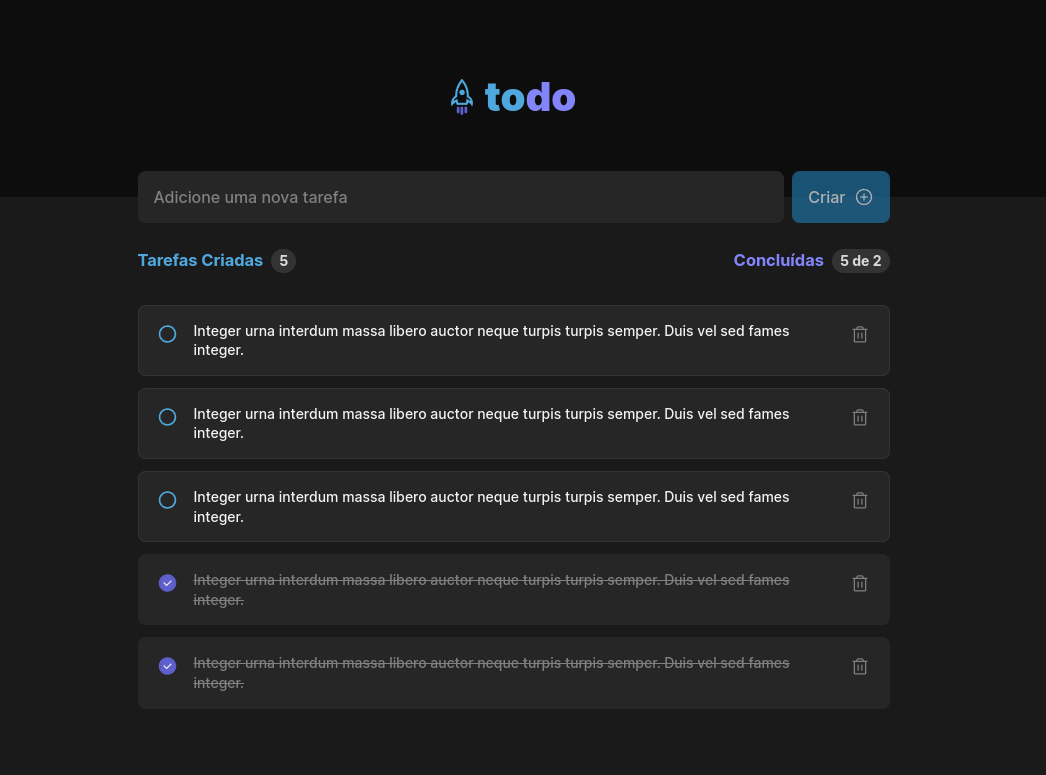 todo
Adicione uma nova tarefa
Criar
Tarefas Criadas 5
Concluídas 5 de 2
Integer urna interdum massa libero auctor neque turpis turpis semper. Duis vel sed fames
integer.
Integer urna interdum massa libero auctor neque turpis turpis semper. Duis vel sed fames
integer.
Integer urna interdum massa libero auctor neque turpis turpis semper. Duis vel sed fames
integer.
Integer urna interdum massa libero auctor neque turpis turpis semper. Duis vel sed fames
integer.
Integer urna interdum massa libero auctor neque turpis turpis semper. Duis vel sed fames
integer.